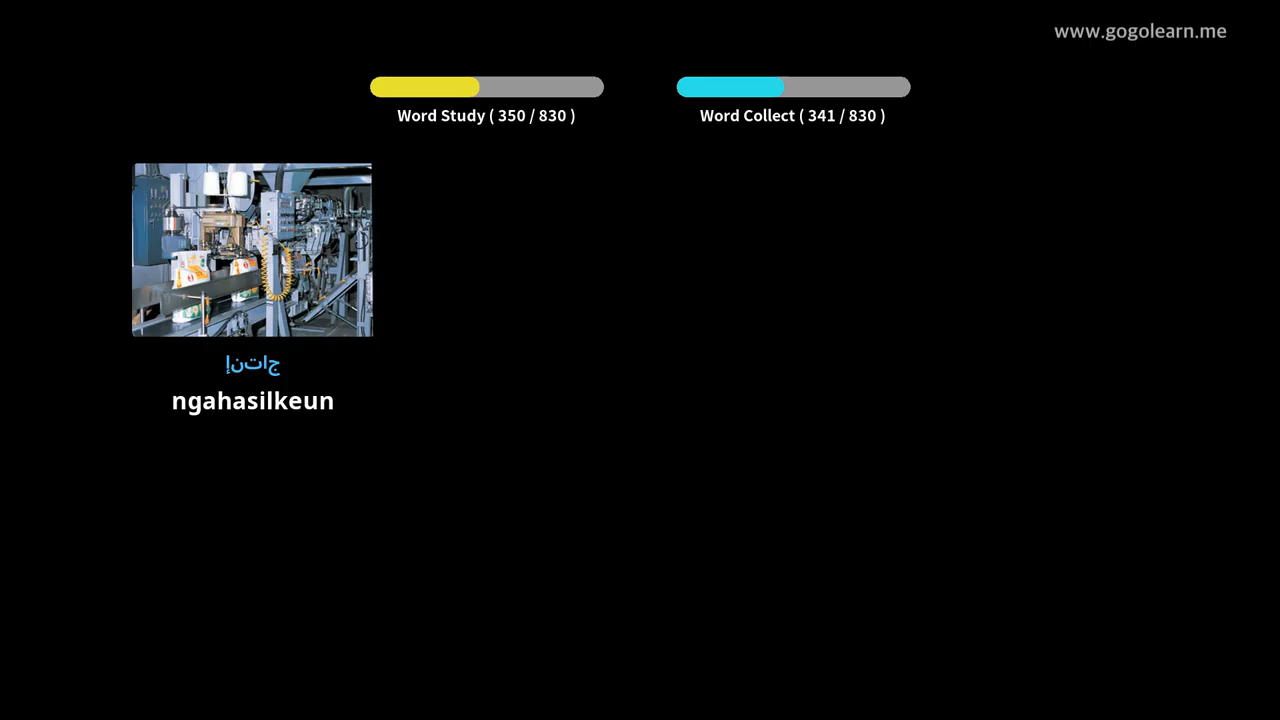 www.gogolearn.me
Word Study ( 350 / 830 )
Word Collect ( 341 / 830 )
إنتاج
ngahasilkeun